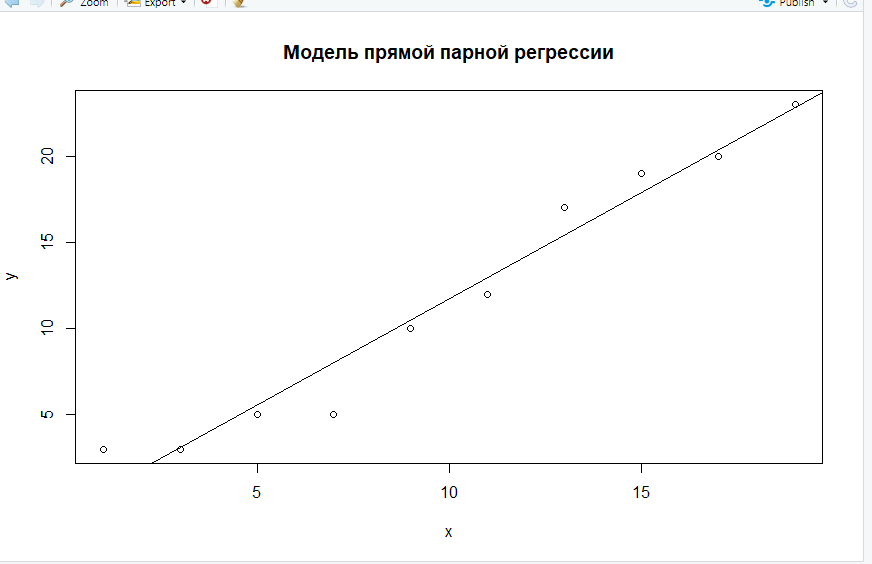 Zoom Export Publish
Модель прямой парной регрессии
20
15
10
5
y
5 10 15
x